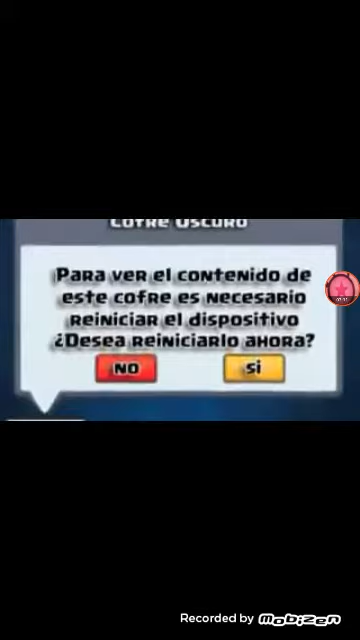 Cofre Oscuro
Para ver el contenido de
este cofre es necesario
reiniciar el dispositivo
¿Desea reiniciarlo ahora?
NO
Si
Recorded by mobizen